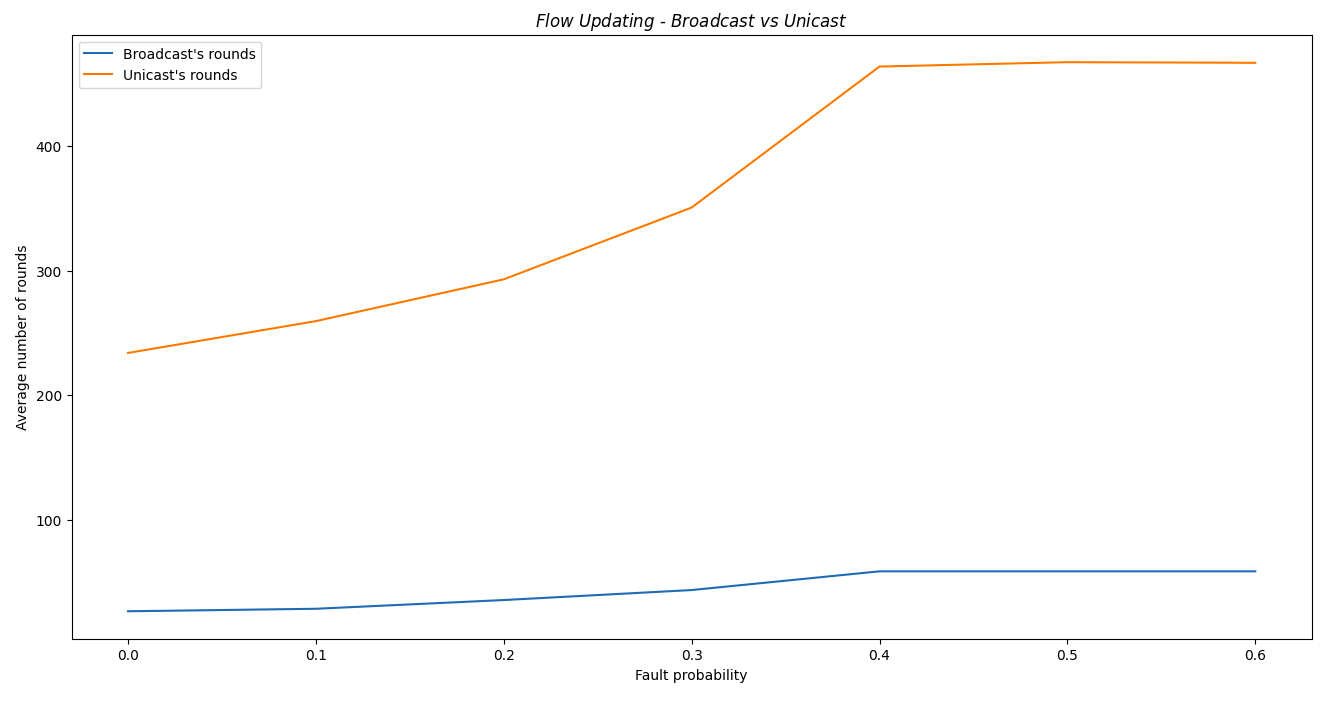 Flow Updating - Broadcast vs Unicast
Broadcast's rounds
Unicast's rounds
Average number of rounds
400
300
200
100
0.0 0.1 0.2 0.3 0.4 0.5 0.6
Fault probability